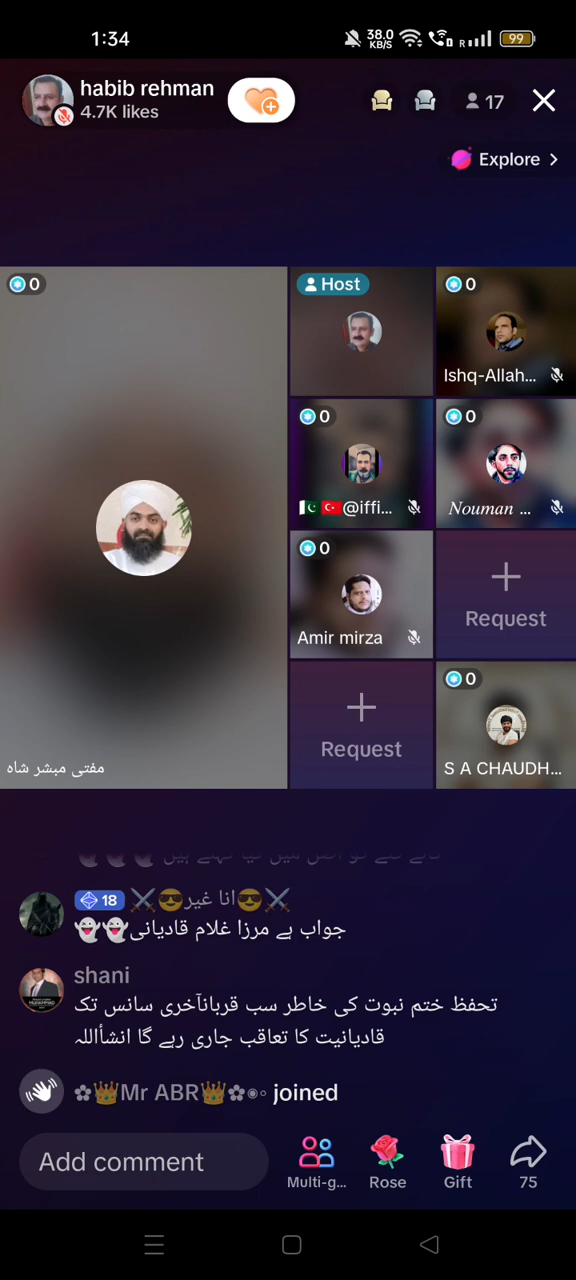 1:34
38.0
KB/S
R
99
habib rehman
4.7K likes
17
Explore
0
Host
0
Ishq-Allah...
0
🇵🇰🇹🇷@iffi...
0
Nouman ...
0
Amir mirza
Request
Request
0
S A CHAUDH...
مفتی مبشر شاہ
18 ⚔️😎انا غیر😎⚔️
جواب ہے مرزا غلام قادیانی👻👻
shani
تحفظ ختم نبوت کی خاطر سب قربانآخری سانس تک
قادیانیت کا تعاقب جاری رہے گا انشأاللہ
✿👑Mr ABR👑✿◉◦ joined
Add comment
Multi-g...
Rose
Gift
75